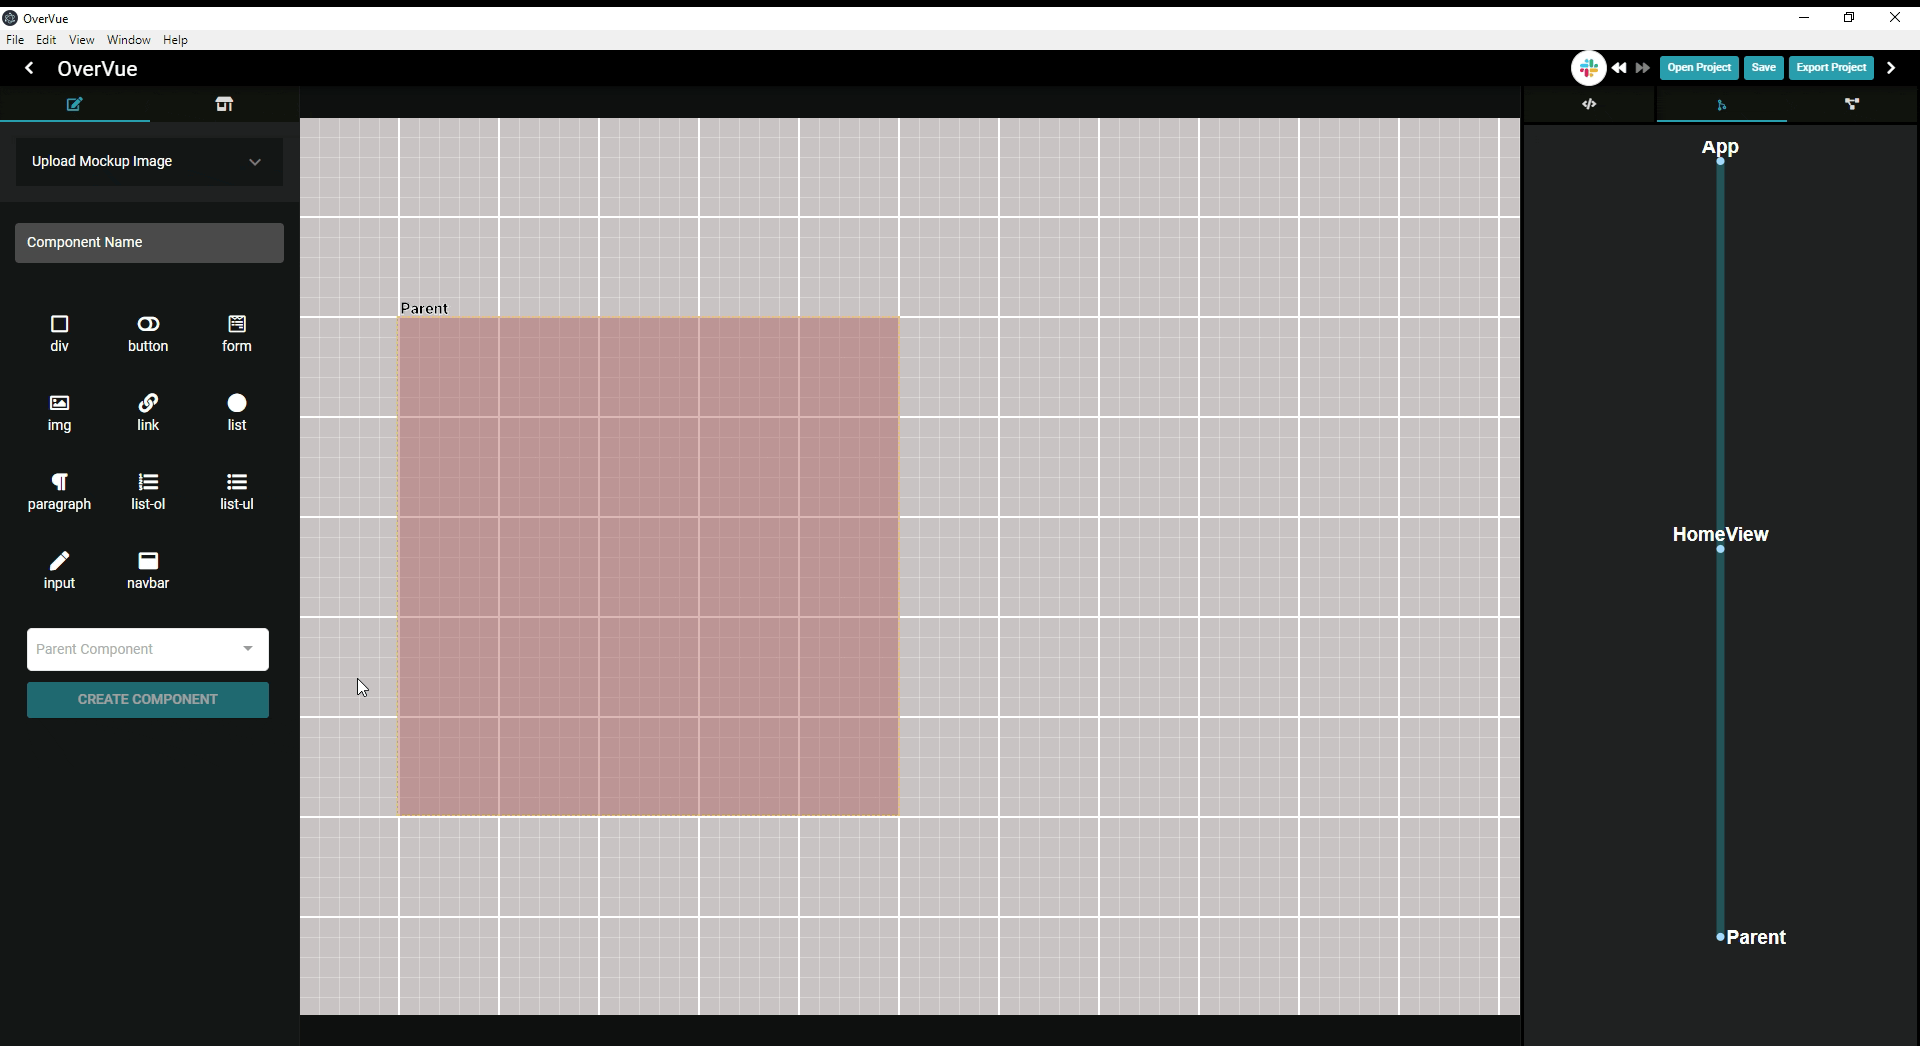 OverVue
File Edit View Window Help
OverVue
Open Project Save Export Project
Upload Mockup Image
Component Name
div button form
img link list
paragraph list-ol list-ul
input navbar
Parent Component
CREATE COMPONENT
Parent
App
HomeView
Parent